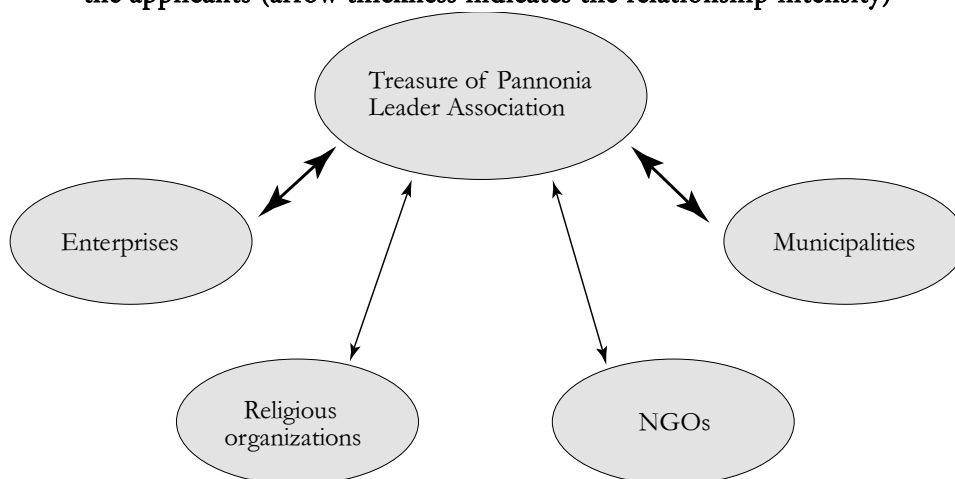 the applicants (arrow thickness indicates the relationship intensity)
Treasure of Pannonia
Leader Association
Enterprises
Municipalities
Religious
organizations
NGOs